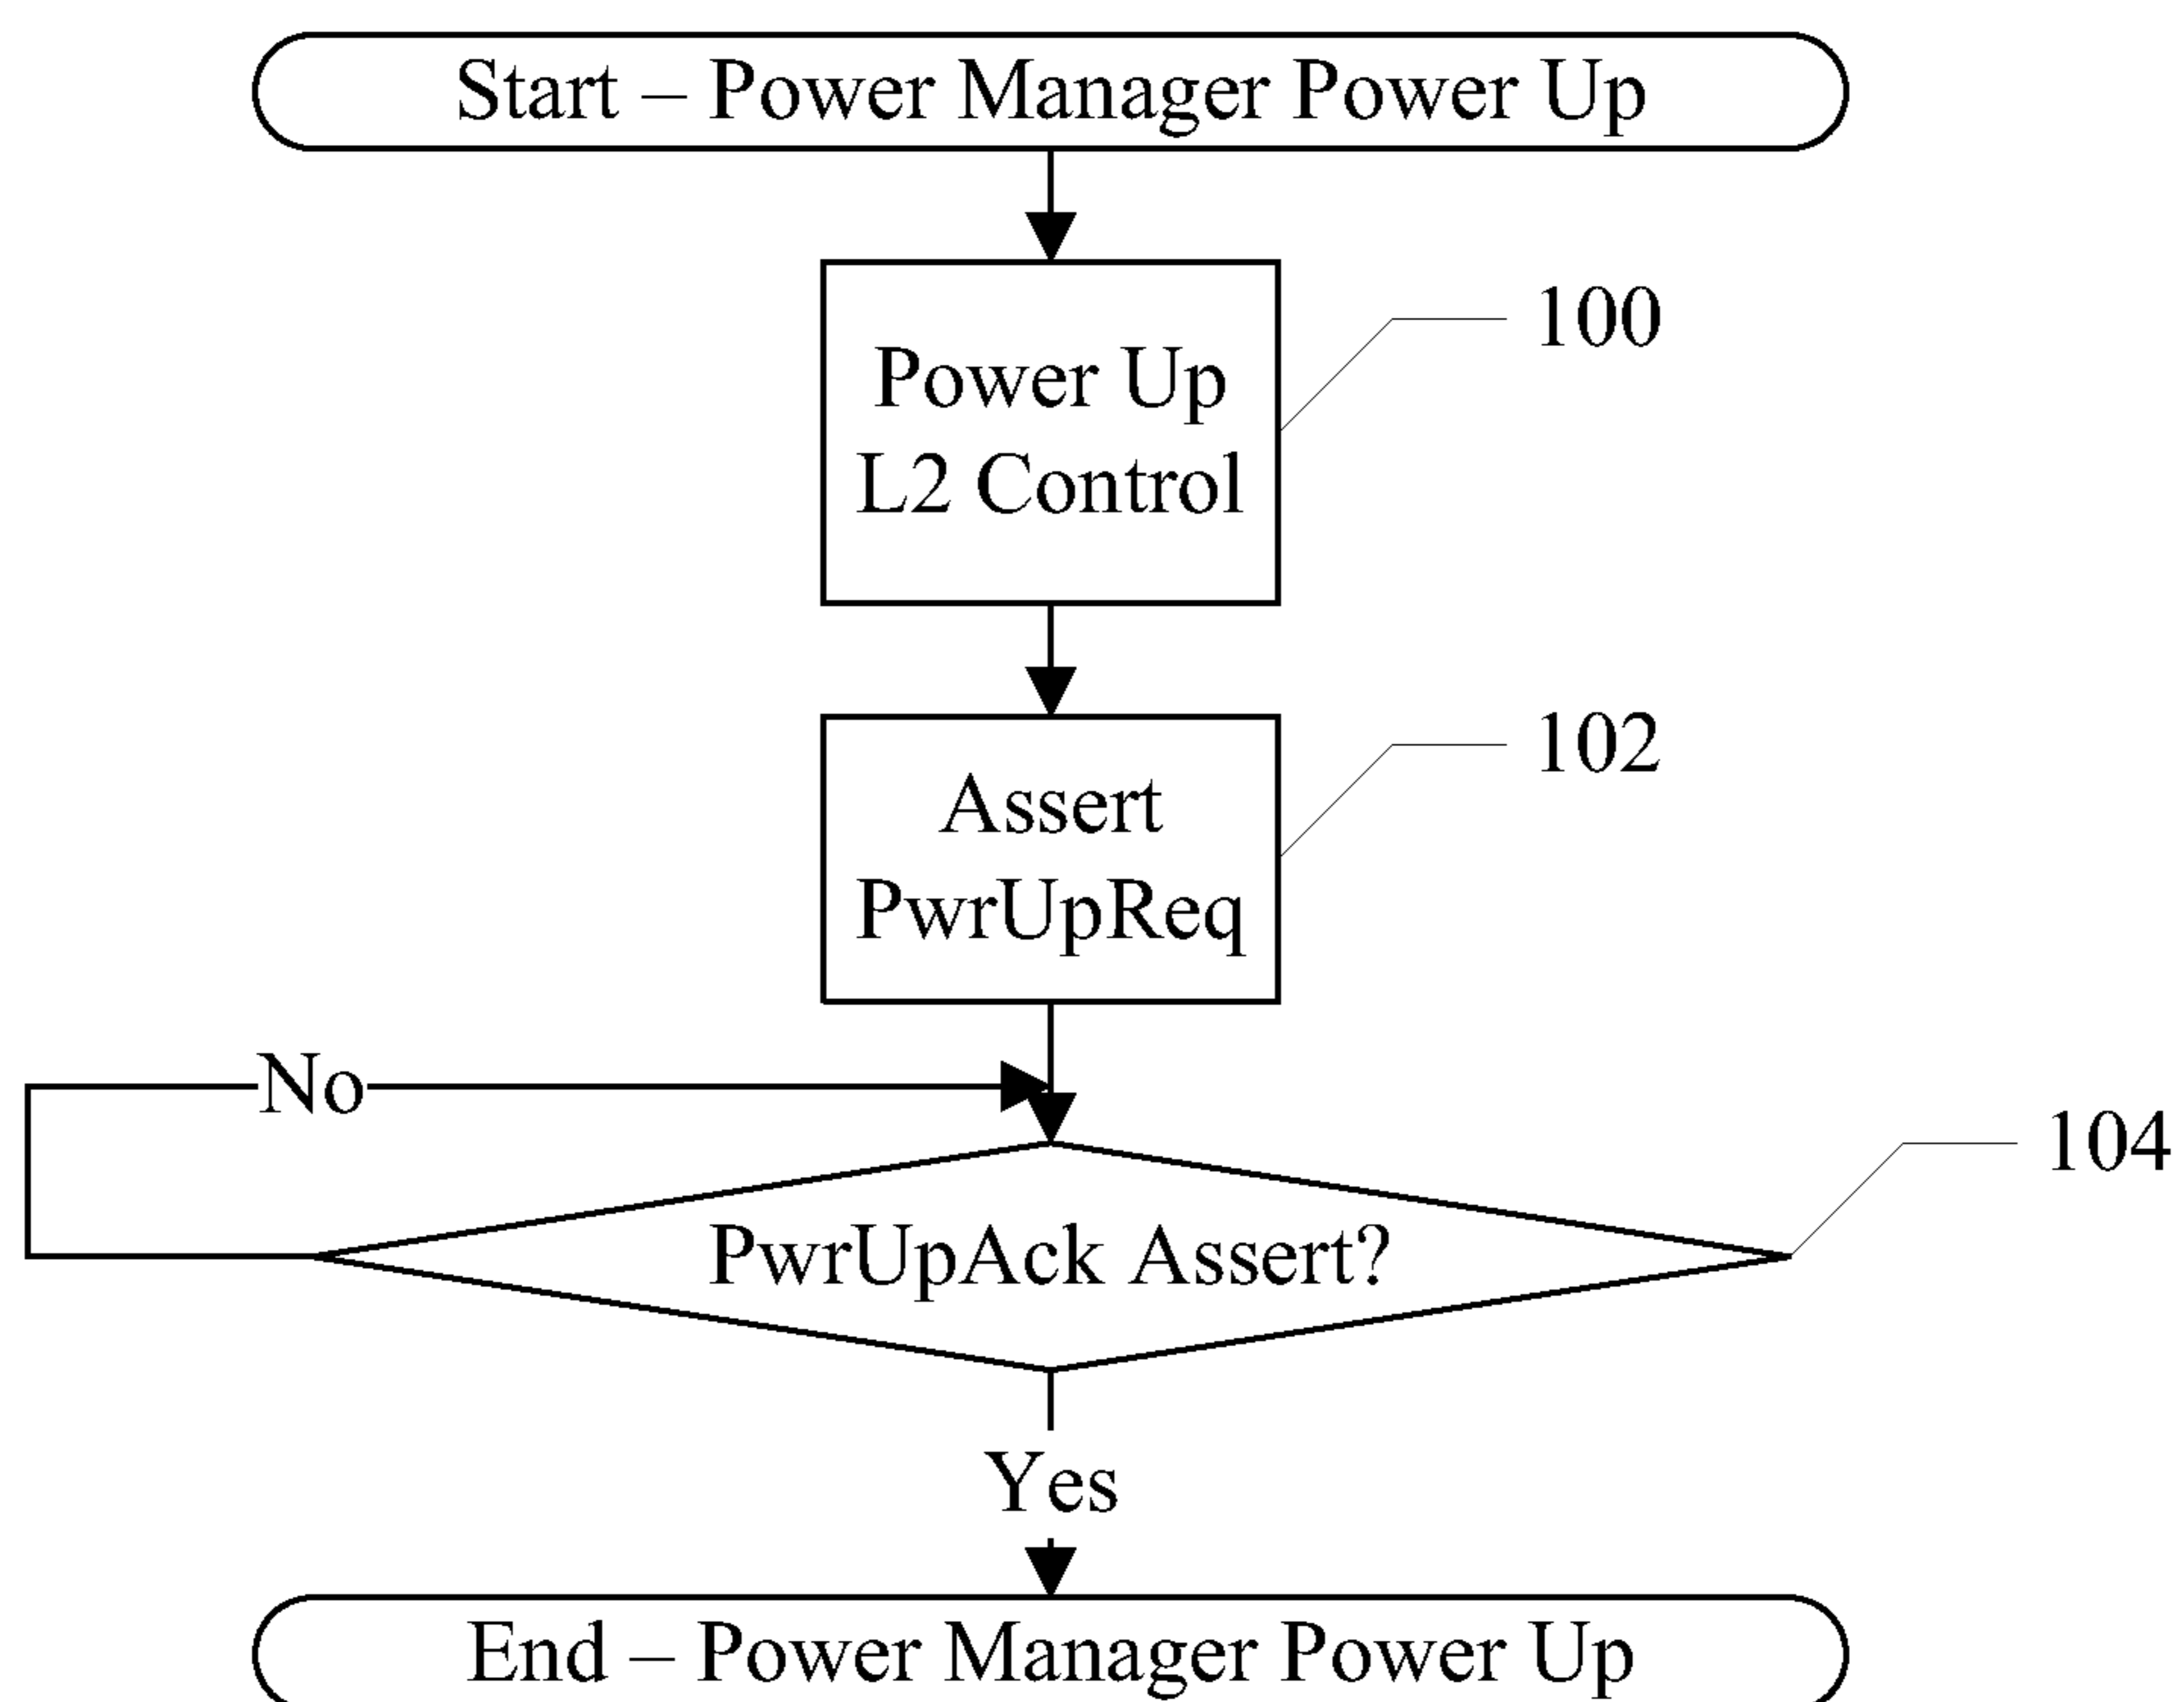 Start – Power Manager Power Up
100
Power Up
L2 Control
102
Assert
PwrUpReq
No
104
PwrUpAck Assert?
Yes
End – Power Manager Power Up